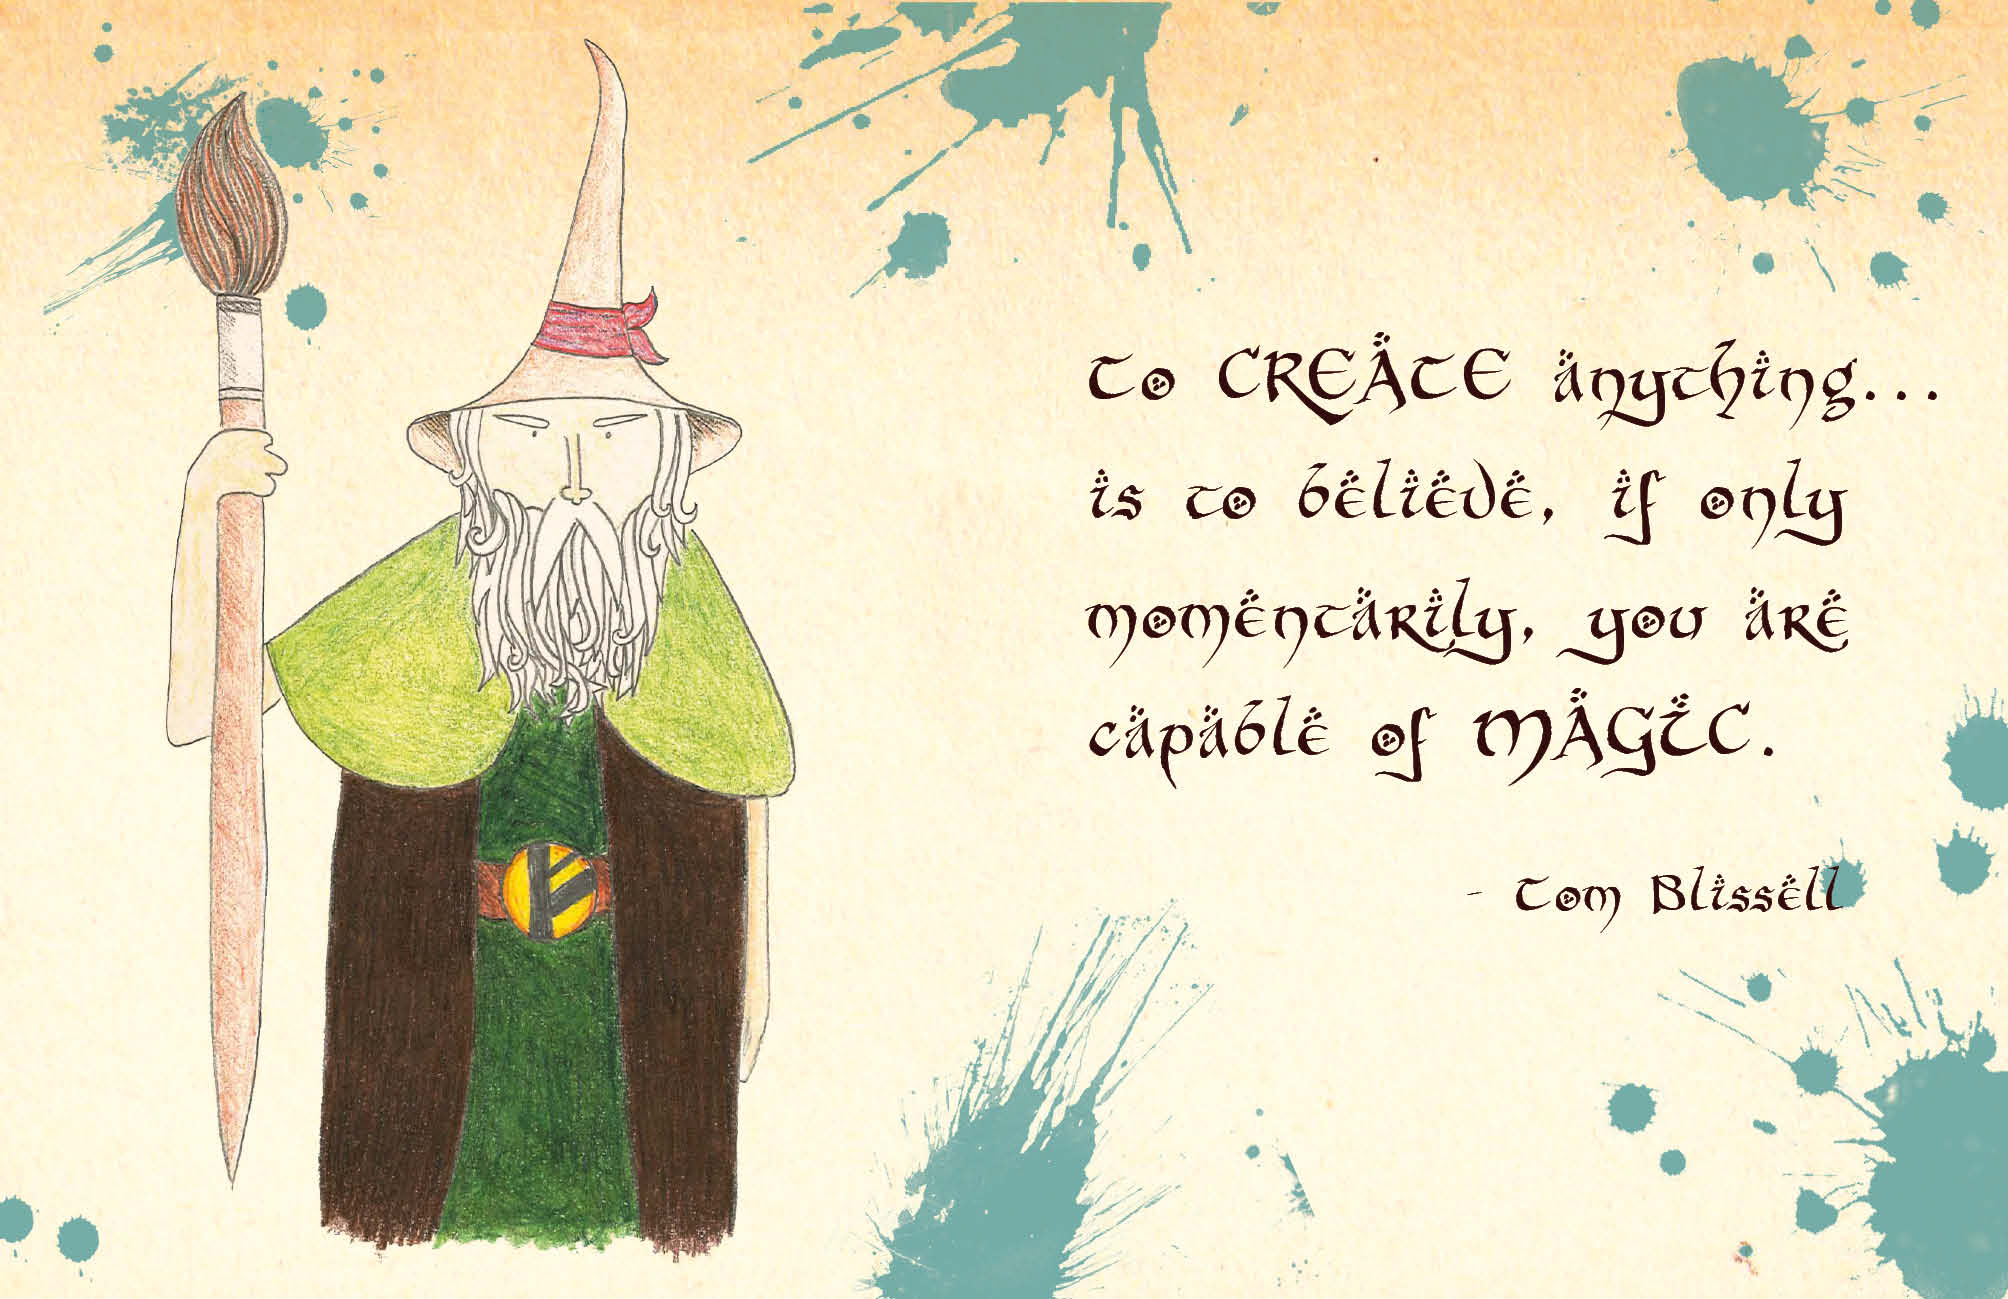 To CREATE anything...
is to believe, if only
momentarily, you are
capable of MAGIC.
- Tom Blissell